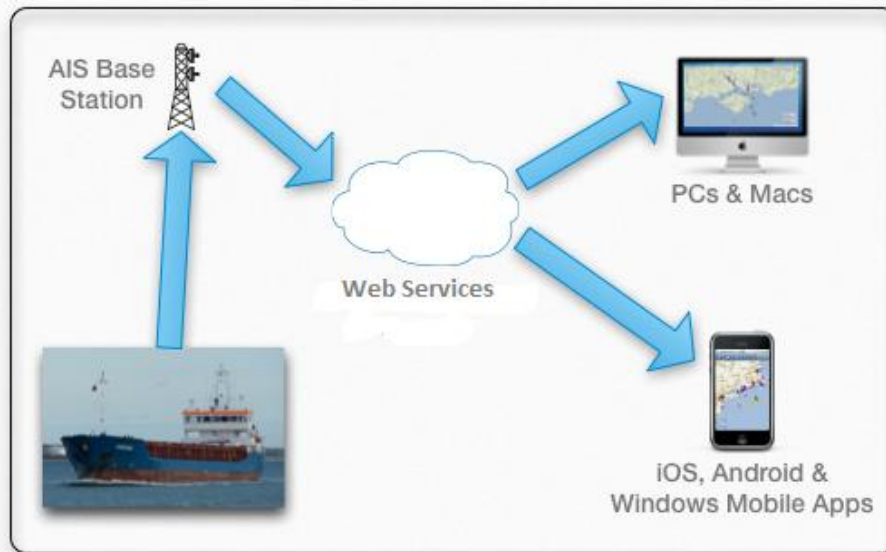 AIS Base
Station
Web Services
PCs & Macs
iOS, Android &
Windows Mobile Apps